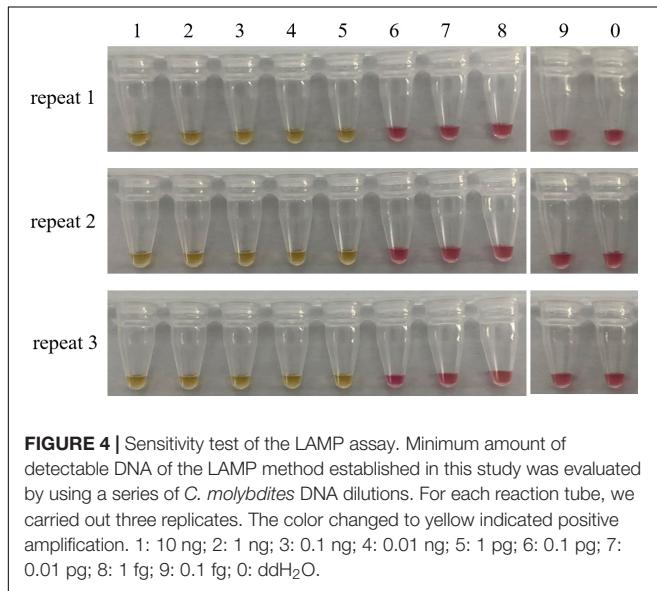 1 2 3 4 5 6 7 8 9 0
repeat 1
repeat 2
repeat 3
FIGURE 4 | Sensitivity test of the LAMP assay. Minimum amount of
detectable DNA of the LAMP method established in this study was evaluated
by using a series of C. molybdites DNA dilutions. For each reaction tube, we
carried out three replicates. The color changed to yellow indicated positive
amplification. 1: 10 ng; 2: 1 ng; 3: 0.1 ng; 4: 0.01 ng; 5: 1 pg; 6: 0.1 pg; 7:
0.01 pg; 8: 1 fg; 9: 0.1 fg; 0: ddH₂O.